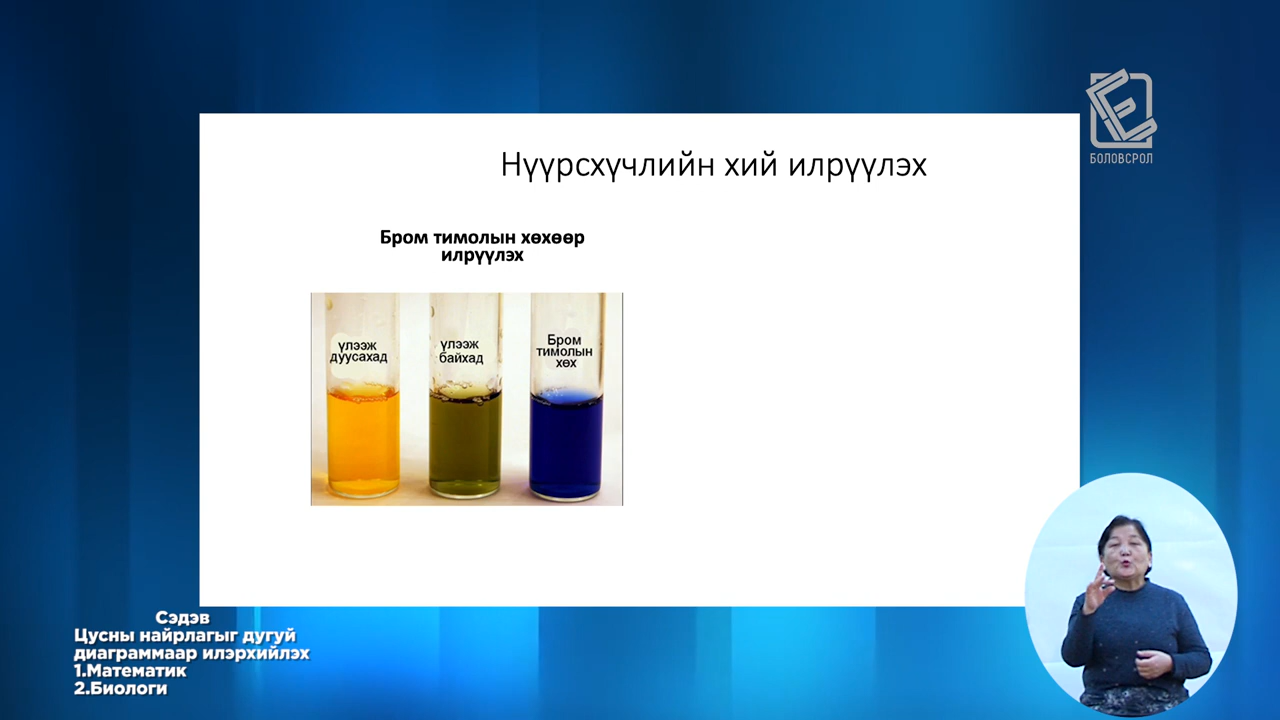 БОЛОВСРОЛ
Нүүрсхүчлийн хий илрүүлэх
Бром тимолын хөхөөр
илрүүлэх
үлээж
дуусахад
үлээж
байхад
Бром
тимолын
хөх
Сэдэв
Цусны найрлагыг дугуй
диаграммаар илэрхийлэх
1.Математик
2.Биологи